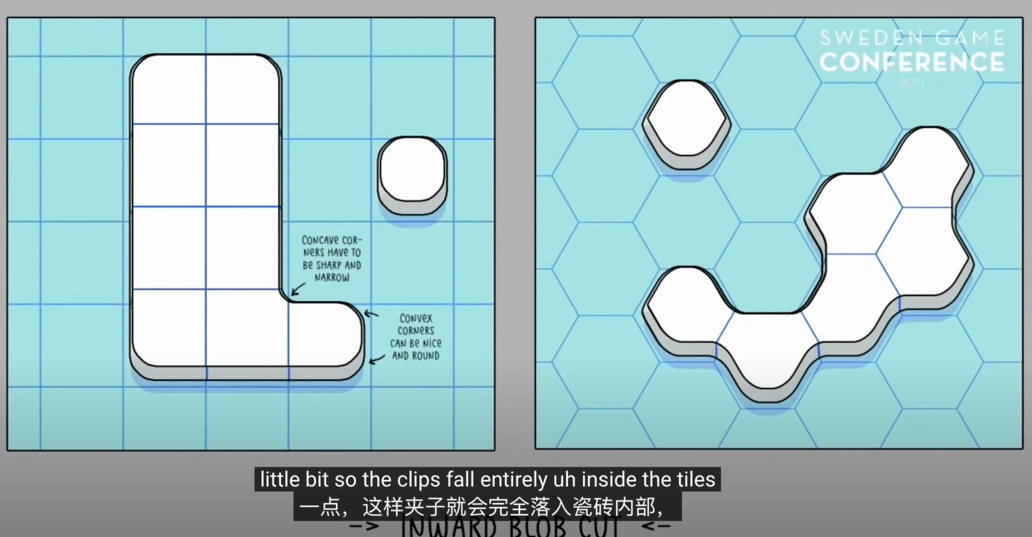 SWEDEN GAME
CONFERENCE
2021
CONCAVE COR-
NERS HAVE TO
BE SHARP AND
NARROW
CONVEX
CORNERS
CAN BE NICE
AND ROUND
little bit so the clips fall entirely uh inside the tiles
一点，这样夹子就会完全落入瓷砖内部，
-> INWARD BLOB CUT <-